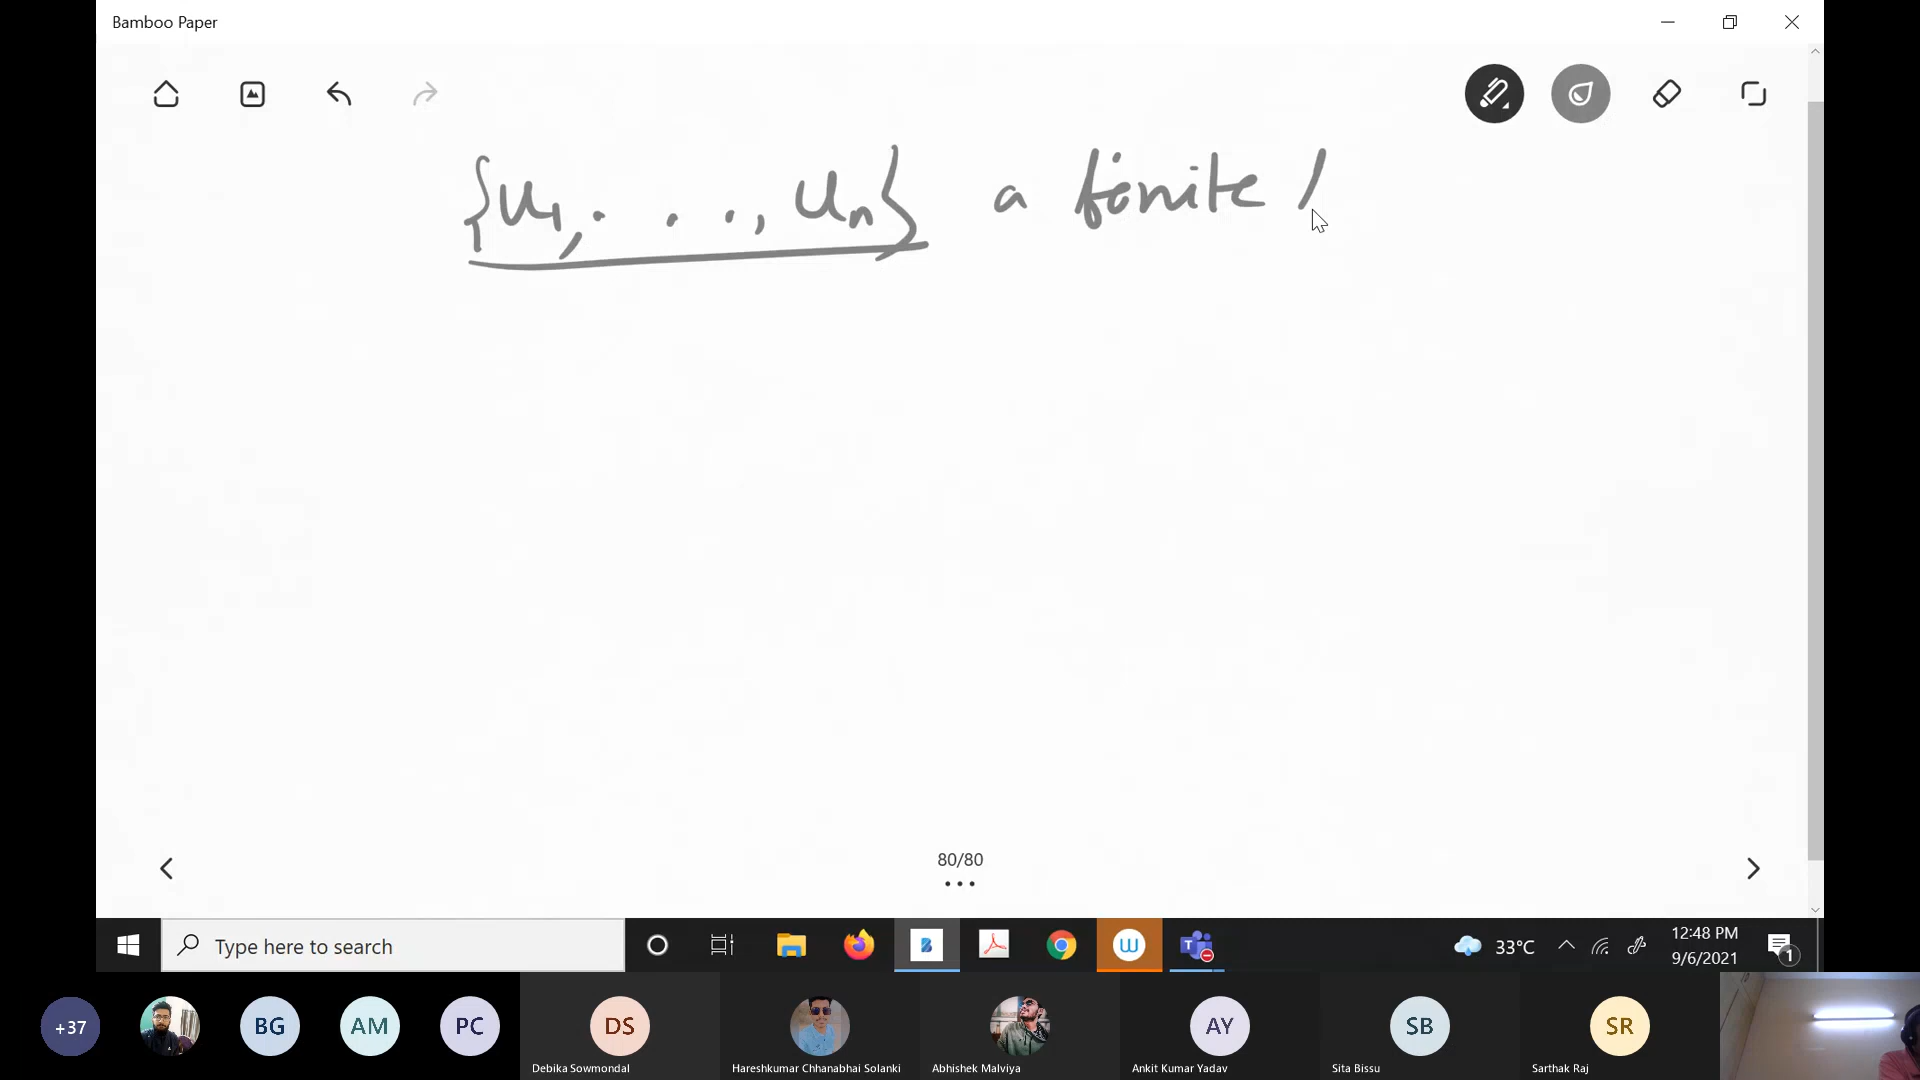 Bamboo Paper
{u₁, . . ., uₙ} a finite
80/80
Type here to search
33°C
12:48 PM
9/6/2021
1
+37
BG
AM
PC
DS
AY
SB
SR
Debika Sowmondal
Hareshkumar Chhanabhai Solanki
Abhishek Malviya
Ankit Kumar Yadav
Sita Bissu
Sarthak Raj